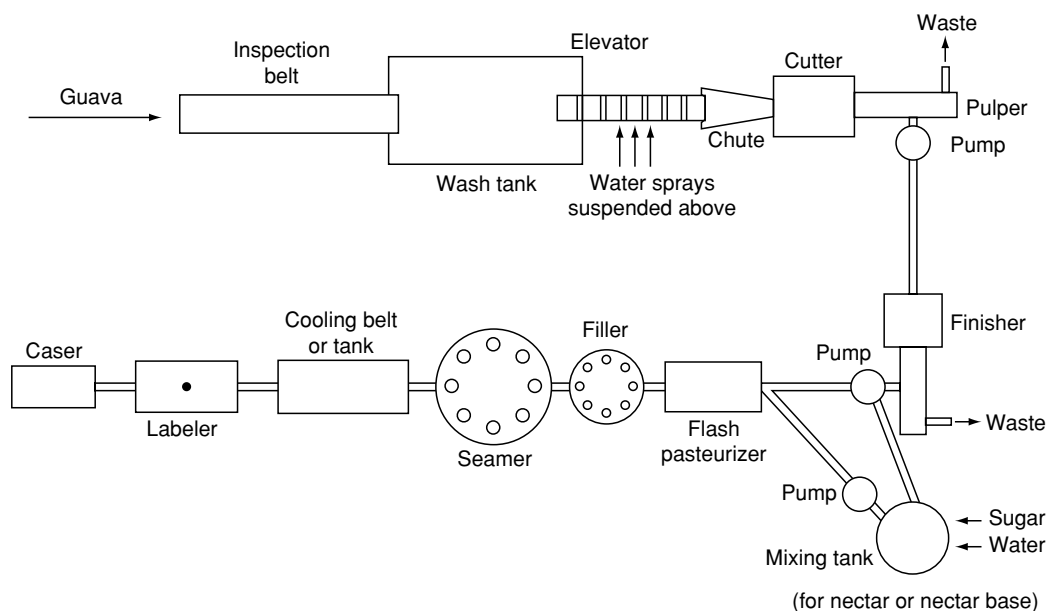 Waste
Elevator
Inspection
belt
Cutter
Guava
Pulper
Chute
Pump
Wash tank
Water sprays
suspended above
Cooling belt
or tank
Filler
Finisher
Caser
Pump
Labeler
Seamer
Flash
pasteurizer
Waste
Pump
Sugar
Water
Mixing tank
(for nectar or nectar base)